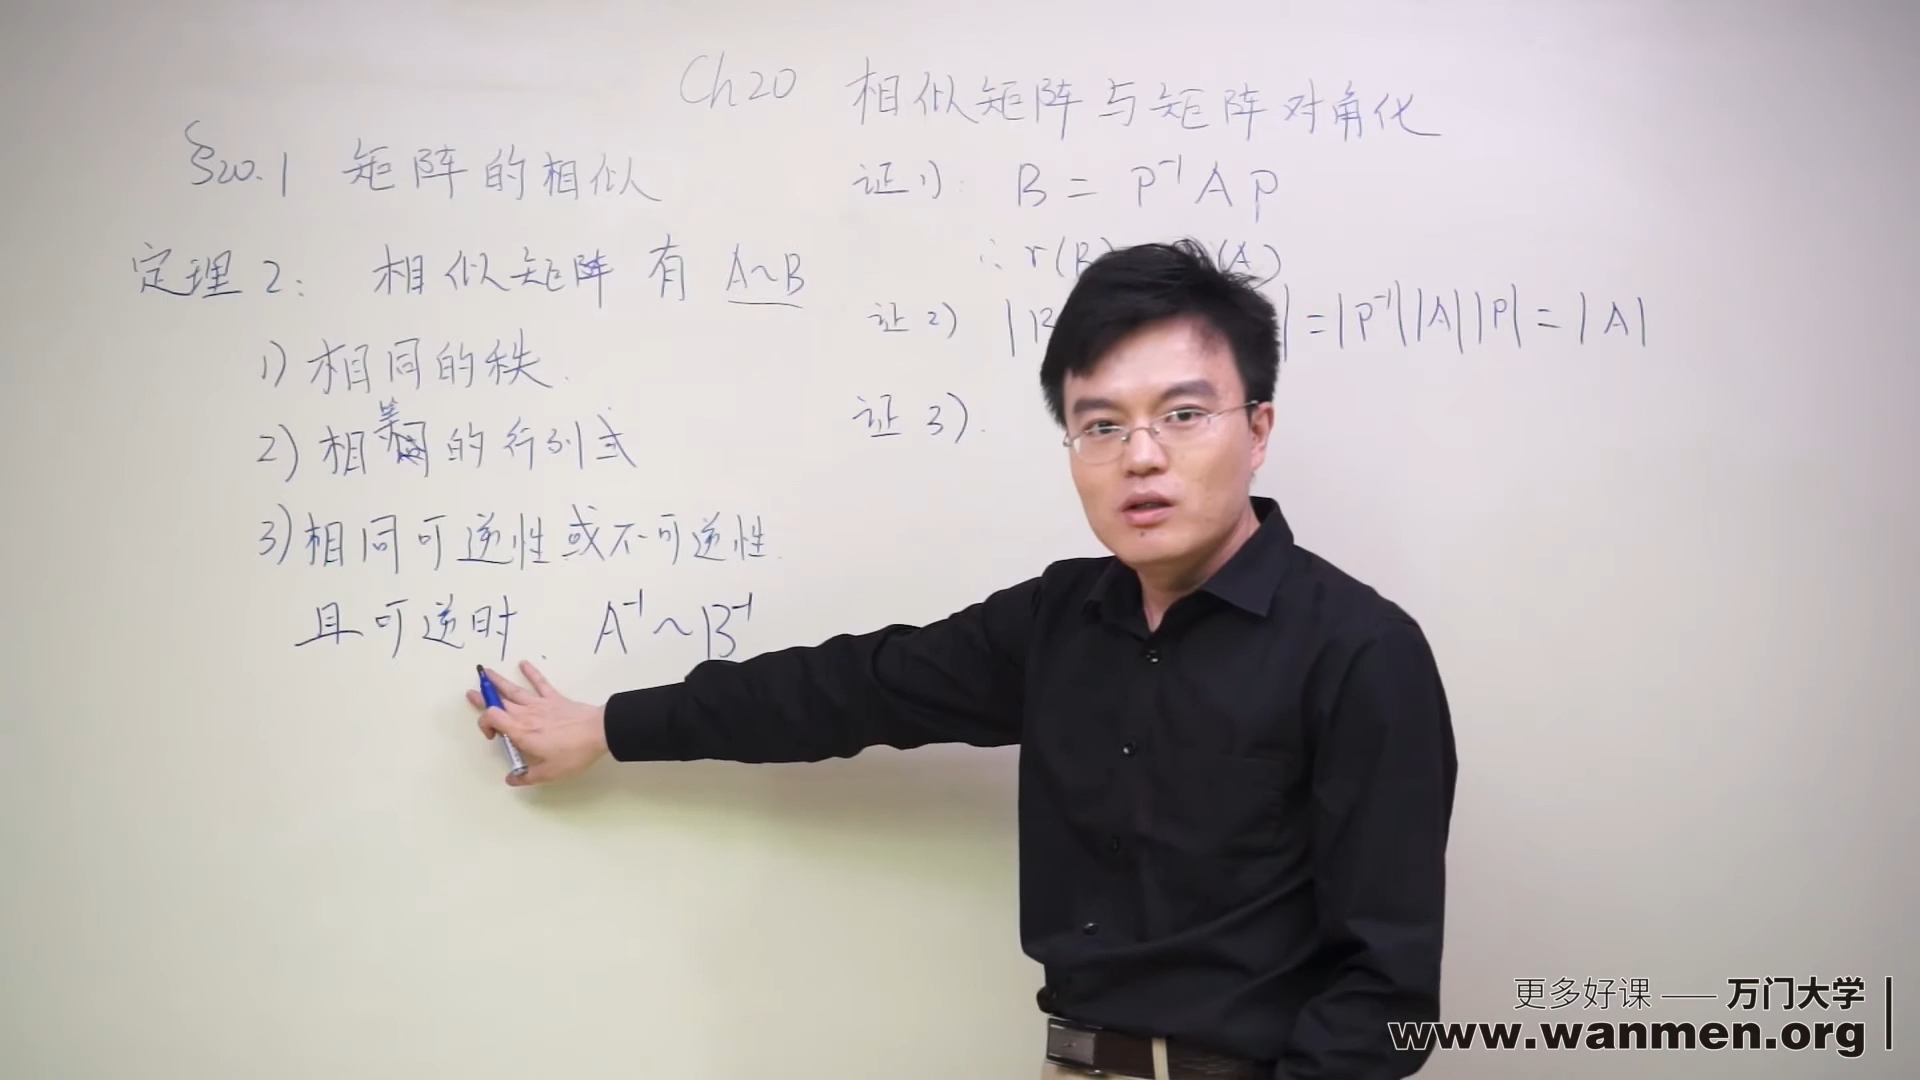 Ch20 相似矩阵与矩阵对角化
§20.1 矩阵的相似
定理2: 相似矩阵有 A~B
1) 相同的秩.
2) 相等的行列式
3) 相同可逆性或不可逆性.
且可逆时. A⁻¹~B⁻¹
证1): B = P⁻¹AP
∴ r(B) (A)
证2) |B | = |P⁻¹||A||P| = |A|
证3).
更多好课 —— 万门大学
www.wanmen.org